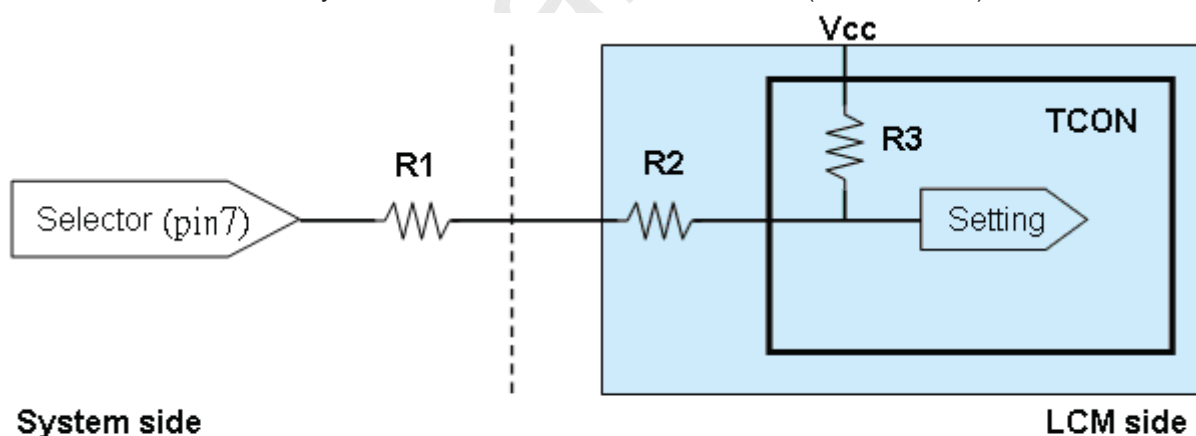 Vcc
TCON
R3
R1
R2
Selector (pin7)
Setting
System side
LCM side